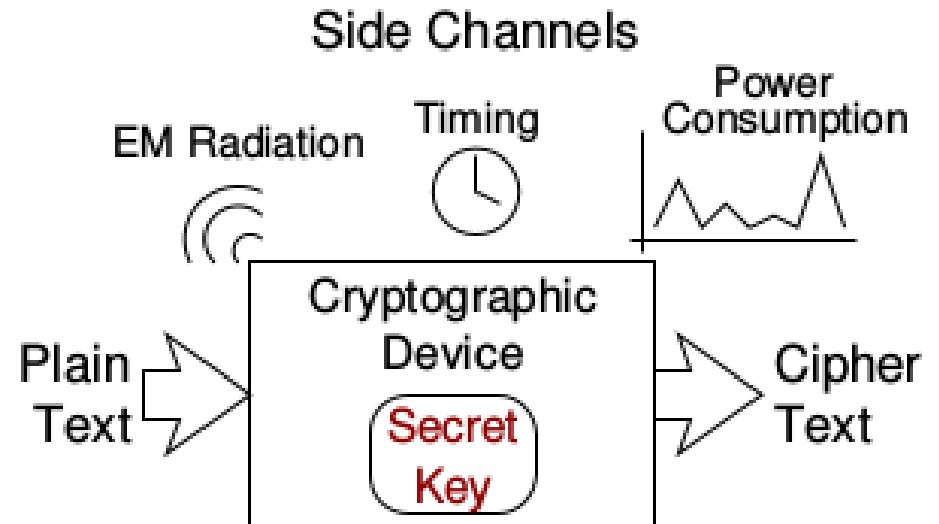 Side Channels
Power
Consumption
Timing
EM Radiation
Cryptographic
Device
Plain
Text
Secret
Key
Cipher
Text